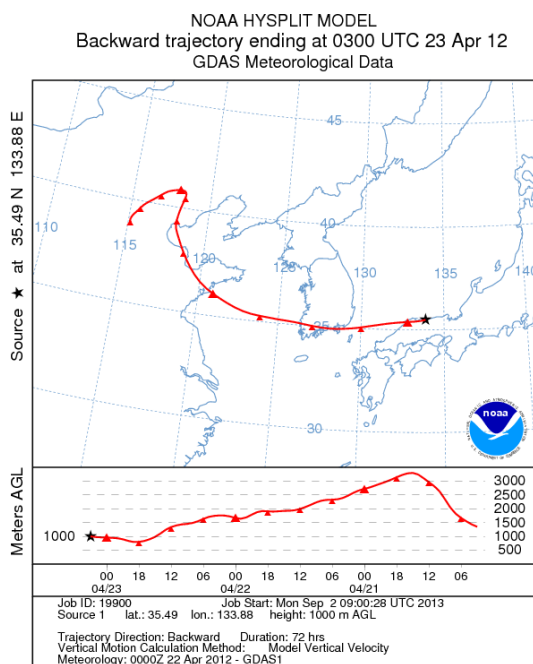 NOAA HYSPLIT MODEL
Backward trajectory ending at 0300 UTC 23 Apr 12
GDAS Meteorological Data
Source ★ at 35.49 N 133.88 E
45
40
110
115
120
125
130
135
140
35
30
noaa
Meters AGL
1000
3000
2500
2000
1500
1000
500
00 18 12 06 00 18 12 06 00 18 12 06
04/23 04/22 04/21
Job ID: 19900 Job Start: Mon Sep 2 09:00:28 UTC 2013
Source 1 lat.: 35.49 lon.: 133.88 height: 1000 m AGL
Trajectory Direction: Backward Duration: 72 hrs
Vertical Motion Calculation Method: Model Vertical Velocity
Meteorology: 0000Z 22 Apr 2012 - GDAS1